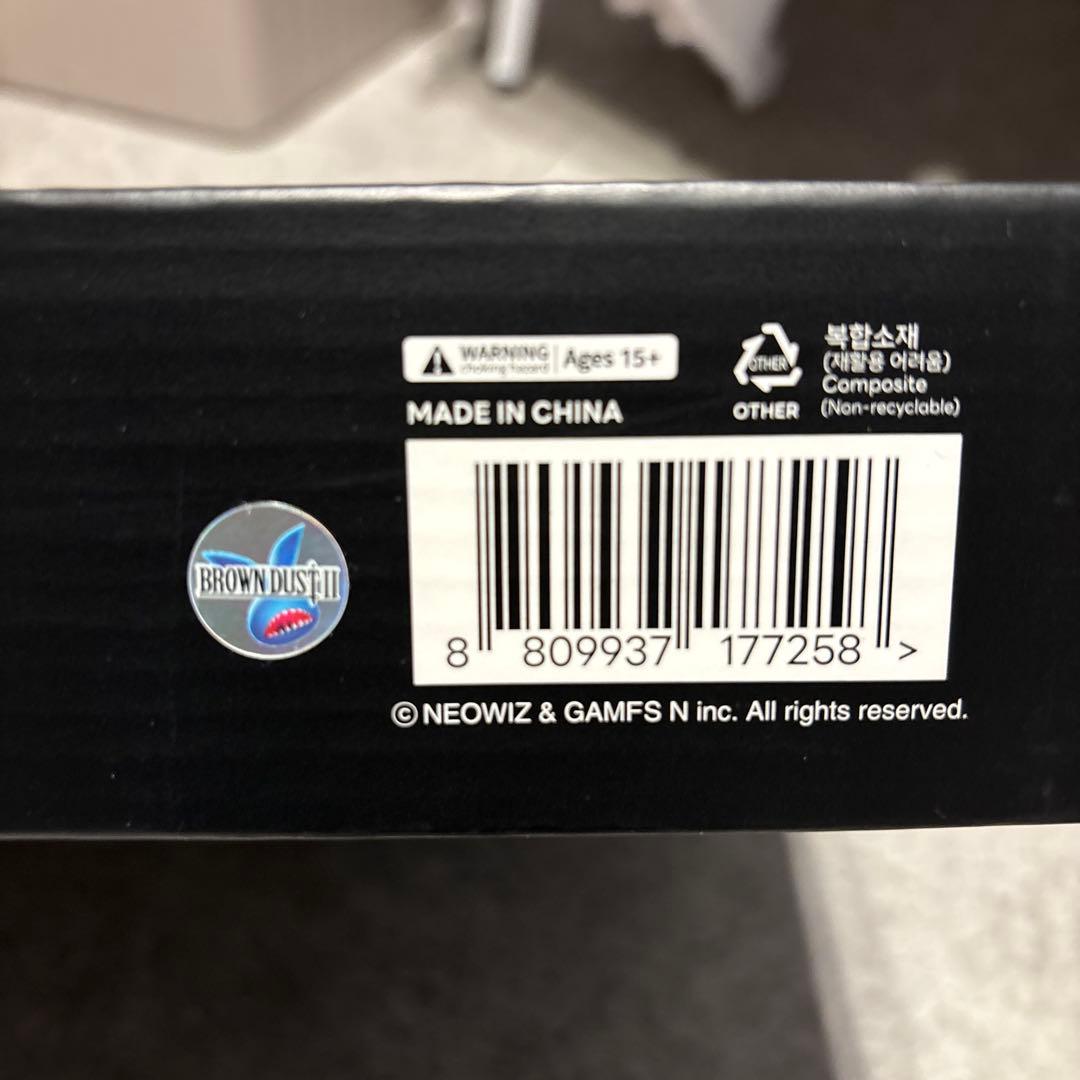 WARNING
choking hazard
Ages 15+
MADE IN CHINA
OTHER
OTHER
복합소재
(재활용 어려움)
Composite
(Non-recyclable)
BROWN DUST II
8 809937 177258 >
© NEOWIZ & GAMFS N inc. All rights reserved.